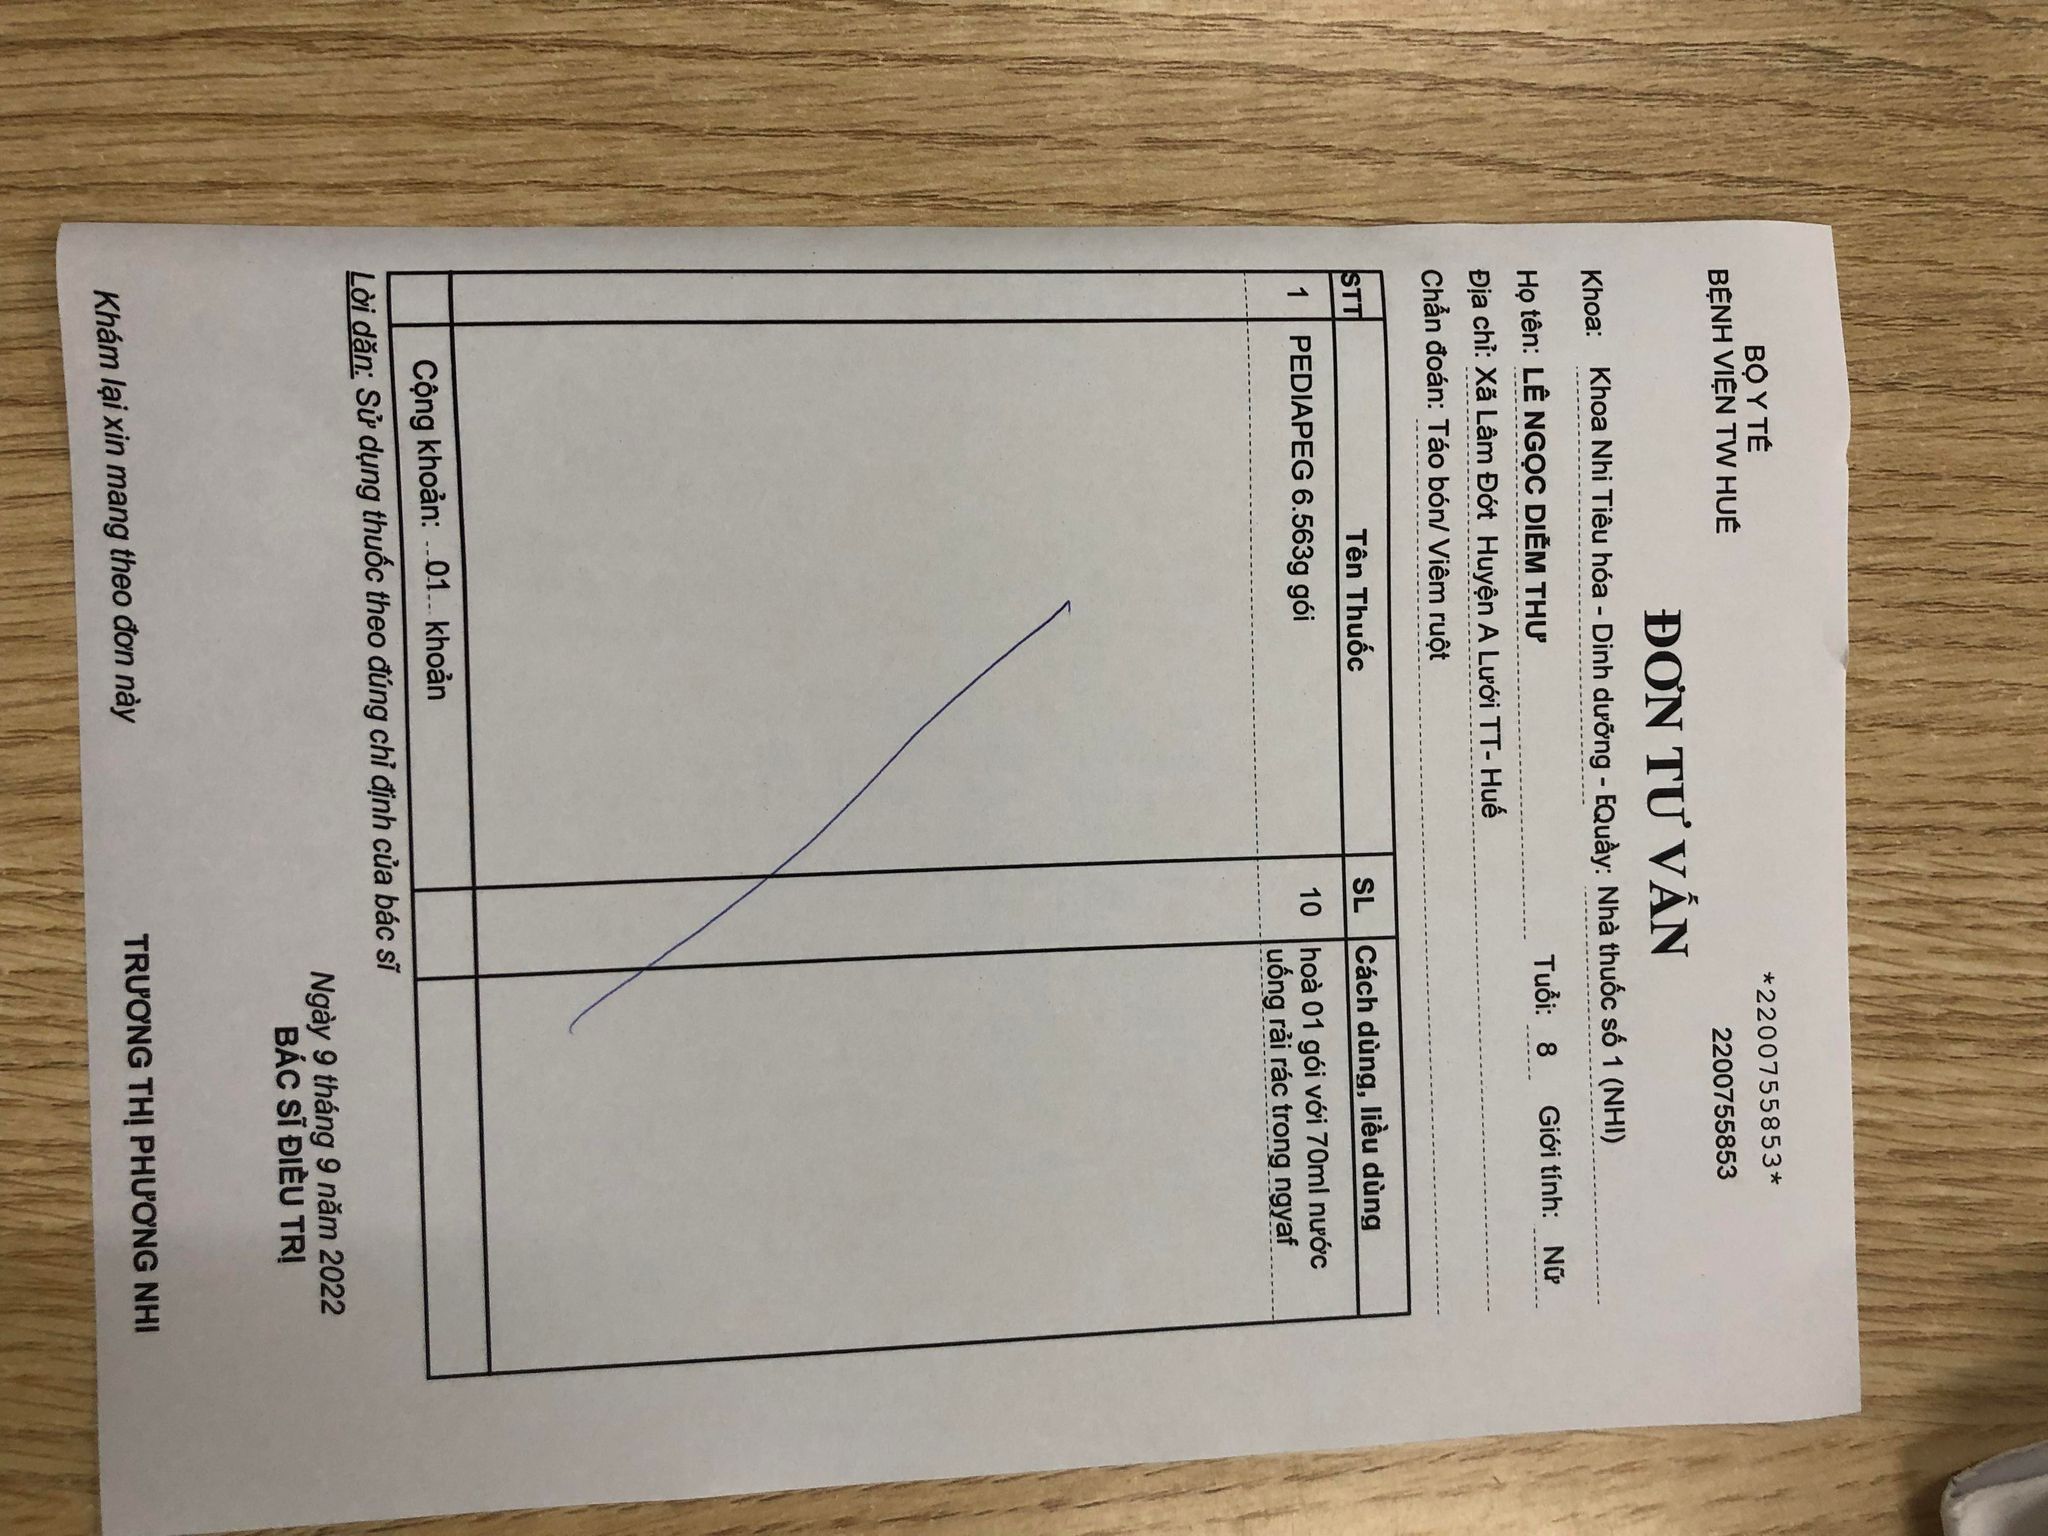 BỘ Y TẾ
BỆNH VIỆN TW HUẾ
*2200755853*
2200755853
ĐƠN TƯ VẤN
Khoa: Khoa Nhi Tiêu hóa - Dinh dưỡng - EQuầy: Nhà thuốc số 1 (NHI)
Họ tên: LÊ NGỌC DIỄM THƯ Tuổi: 8 Giới tính: Nữ
Địa chỉ: Xã Lâm Đớt Huyện A Lưới TT- Huế
Chẩn đoán: Táo bón/ Viêm ruột
STT Tên Thuốc SL Cách dùng, liều dùng
1 PEDIAPEG 6.563g gói 10 hoà 01 gói với 70ml nước
uống rải rác trong ngyaf
Cộng khoản: 01 khoản
Lời dặn: Sử dụng thuốc theo đúng chỉ định của bác sĩ
Ngày 9 tháng 9 năm 2022
BÁC SĨ ĐIỀU TRỊ
Khám lại xin mang theo đơn này
TRƯƠNG THỊ PHƯƠNG NHI